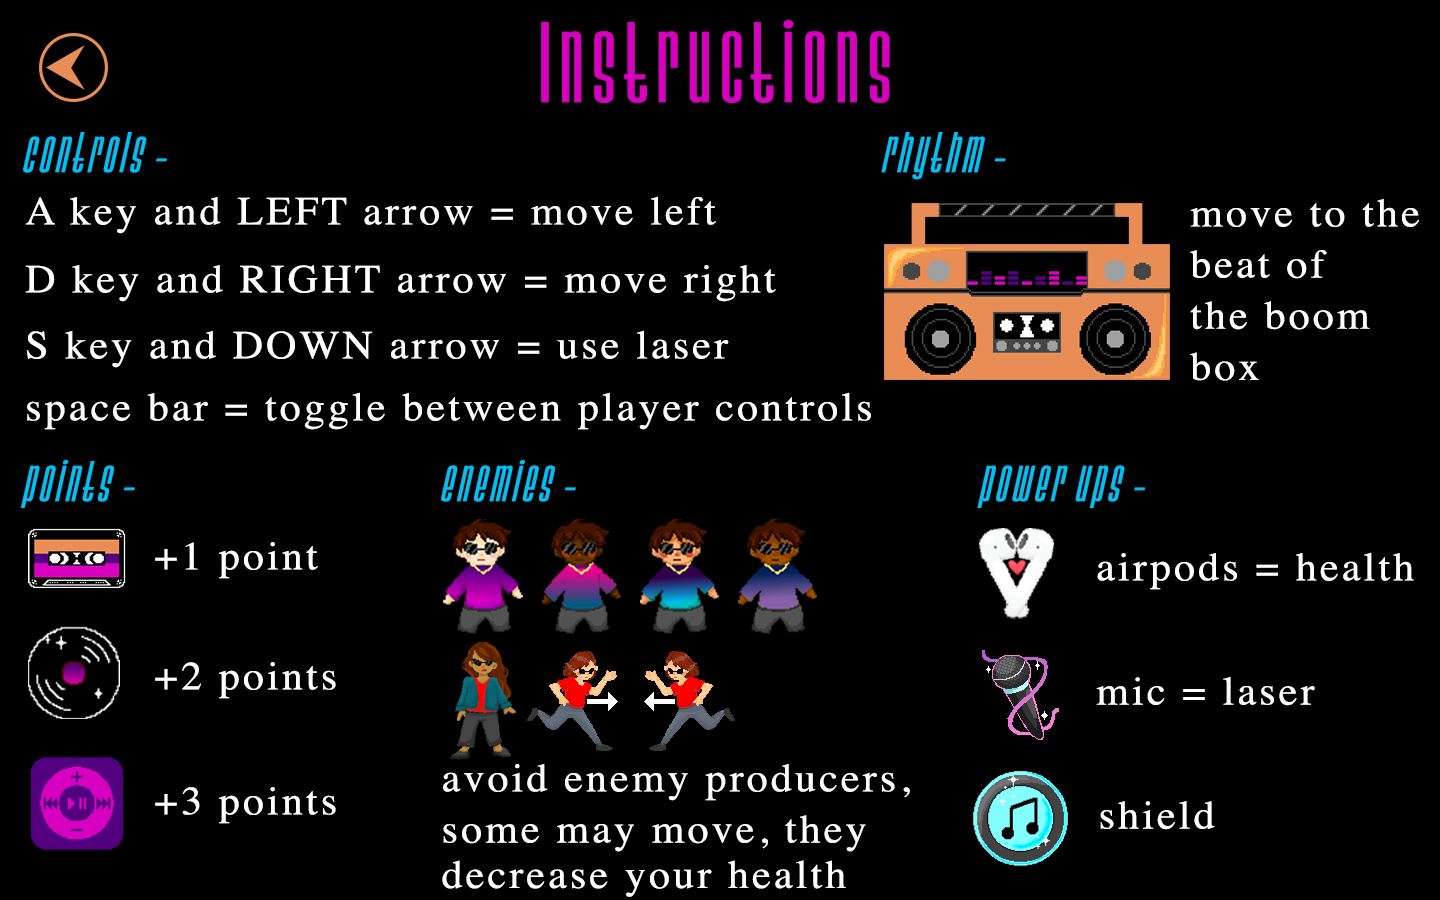 Instructions
controls -
A key and LEFT arrow = move left
D key and RIGHT arrow = move right
S key and DOWN arrow = use laser
space bar = toggle between player controls
rhythm -
move to the
beat of
the boom
box
points -
+1 point
+2 points
+3 points
enemies -
avoid enemy producers,
some may move, they
decrease your health
power ups -
airpods = health
mic = laser
shield